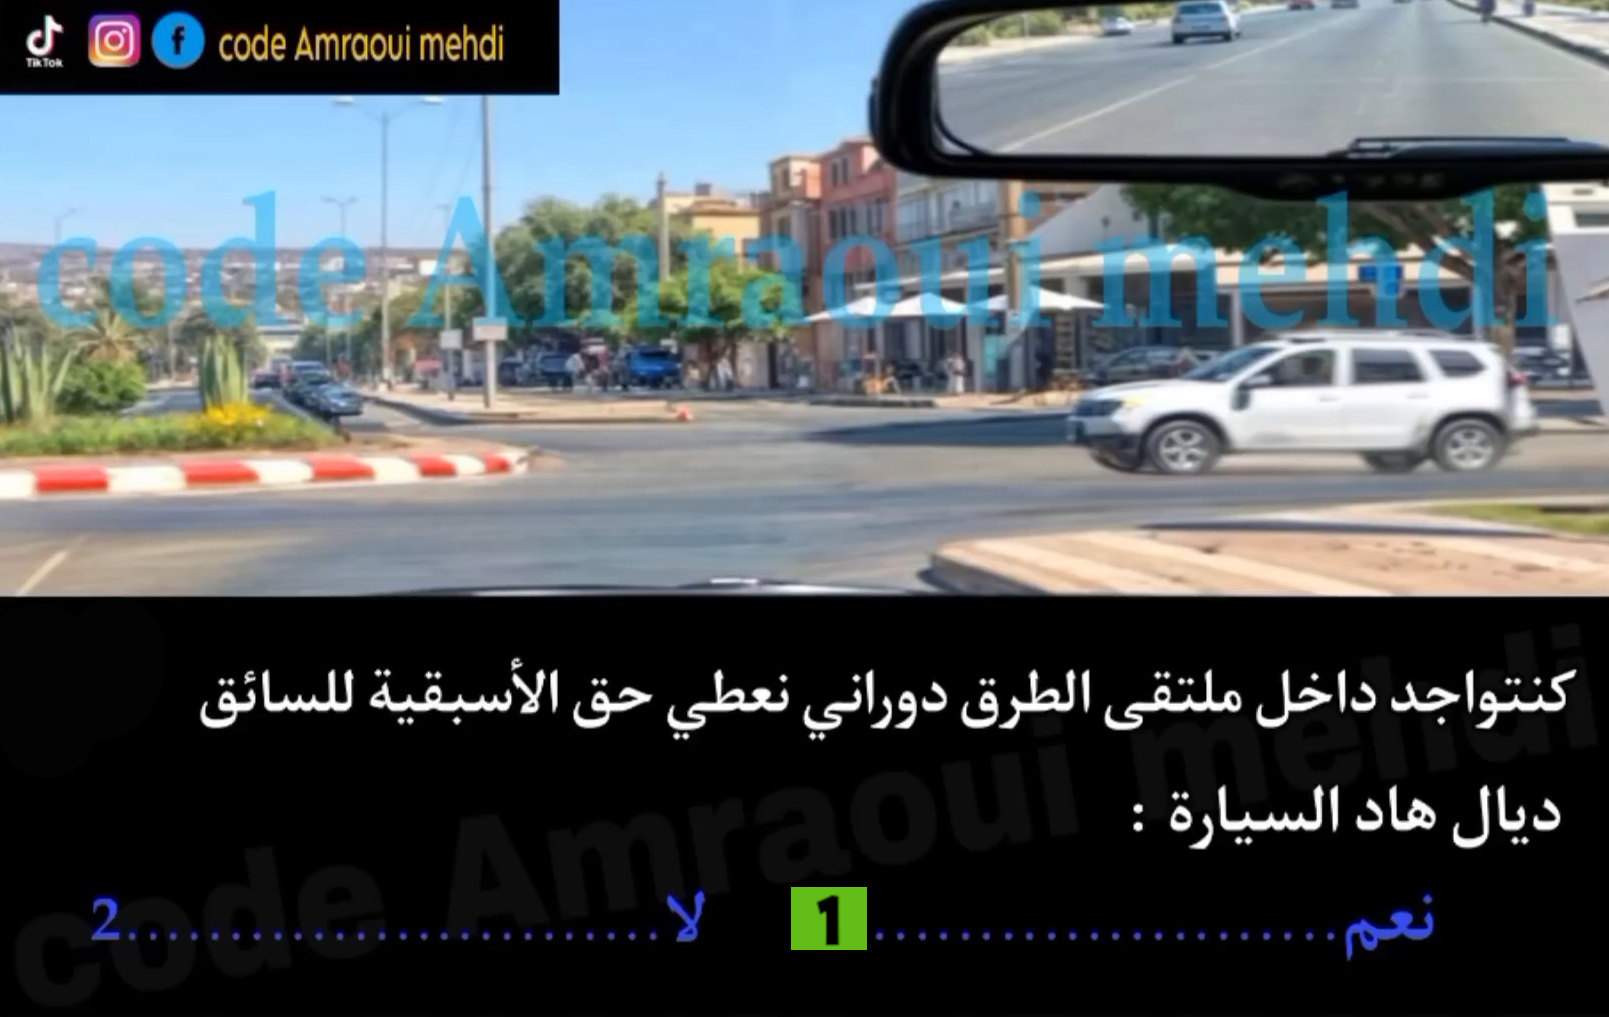 TikTok
code Amraoui mehdi
code Amraoui mehdi
كنتواجد داخل ملتقى الطرق دوراني نعطي حق الأسبقية للسائق
ديال هاد السيارة :
نعم......................1 لا..........................2
code Amraoui mehdi